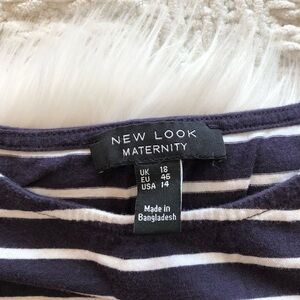 NEW LOOK
MATERNITY
UK 18
EU 46
USA 14
Made in
Bangladesh